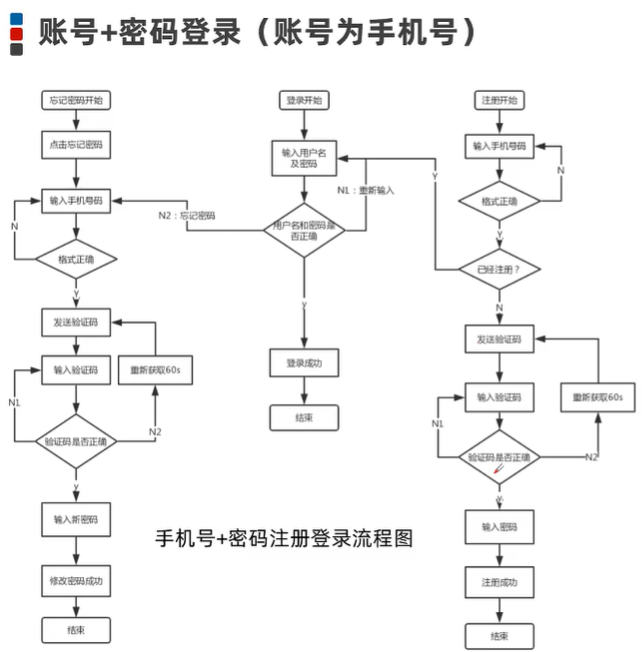 账号+密码登录（账号为手机号）
忘记密码开始
点击忘记密码
输入手机号码
N
格式正确
Y
发送验证码
输入验证码
重新获取60s
N1
验证码是否正确
N2
y
输入新密码
修改密码成功
结束
登录开始
输入用户名
及密码
N1：重新输入
N2：忘记密码
用户名和密码是
否正确
y
登录成功
结束
注册开始
输入手机号码
N
格式正确
Y
Y
已经注册？
N
发送验证码
输入验证码
重新获取60s
N1
验证码是否正确
N2
y
输入密码
注册成功
结束
手机号+密码注册登录流程图